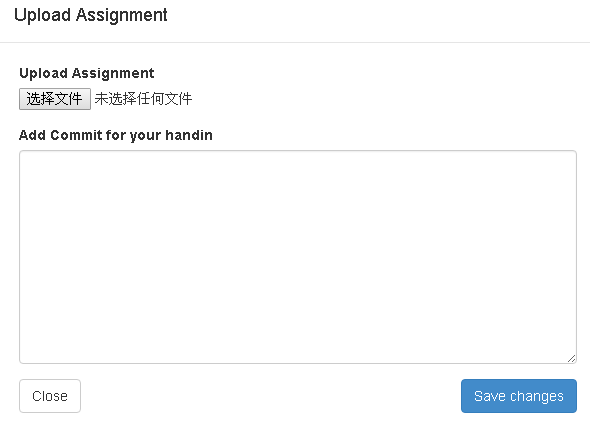 Upload Assignment
Upload Assignment
选择文件 未选择任何文件
Add Commit for your handin
Close Save changes